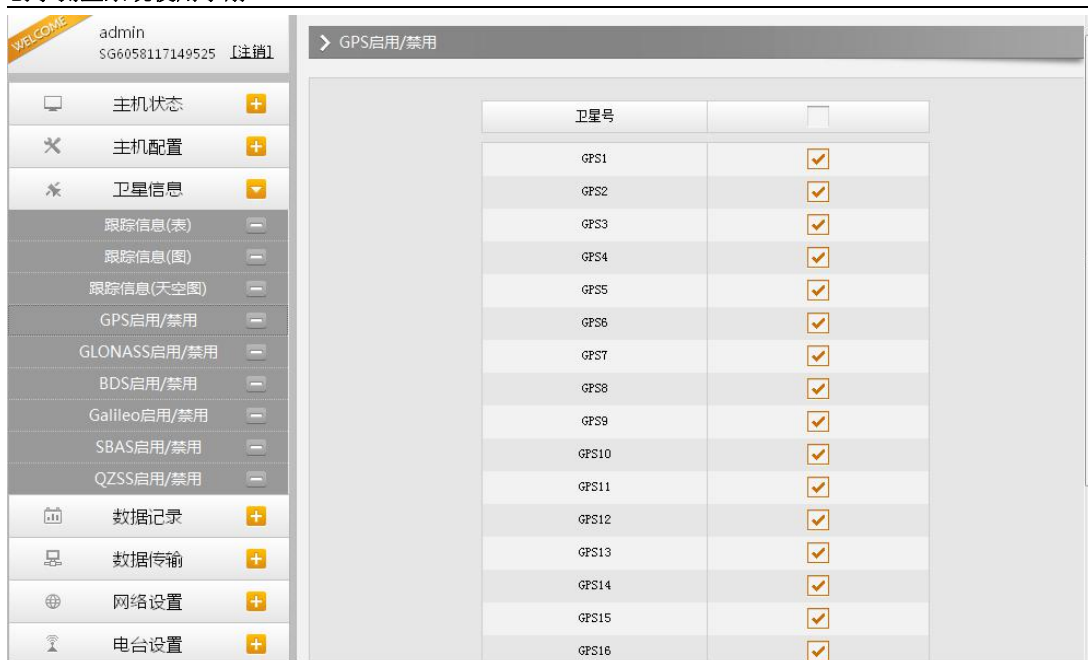 WELCOME
admin
SG6058117149525 [注销]
主机状态
主机配置
卫星信息
跟踪信息(表)
跟踪信息(图)
跟踪信息(天空图)
GPS启用/禁用
GLONASS启用/禁用
BDS启用/禁用
Galileo启用/禁用
SBAS启用/禁用
QZSS启用/禁用
数据记录
数据传输
网络设置
电台设置
GPS启用/禁用
卫星号
GPS1
GPS2
GPS3
GPS4
GPS5
GPS6
GPS7
GPS8
GPS9
GPS10
GPS11
GPS12
GPS13
GPS14
GPS15
GPS16